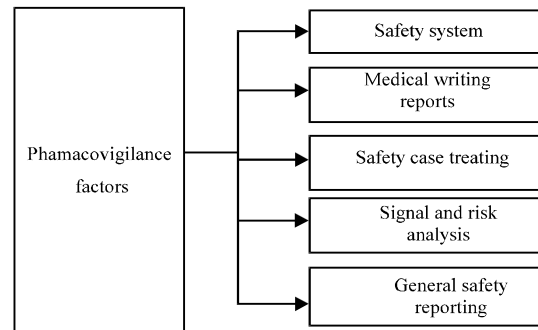 Phamacovigilance
factors
Safety system
Medical writing
reports
Safety case treating
Signal and risk
analysis
General safety
reporting